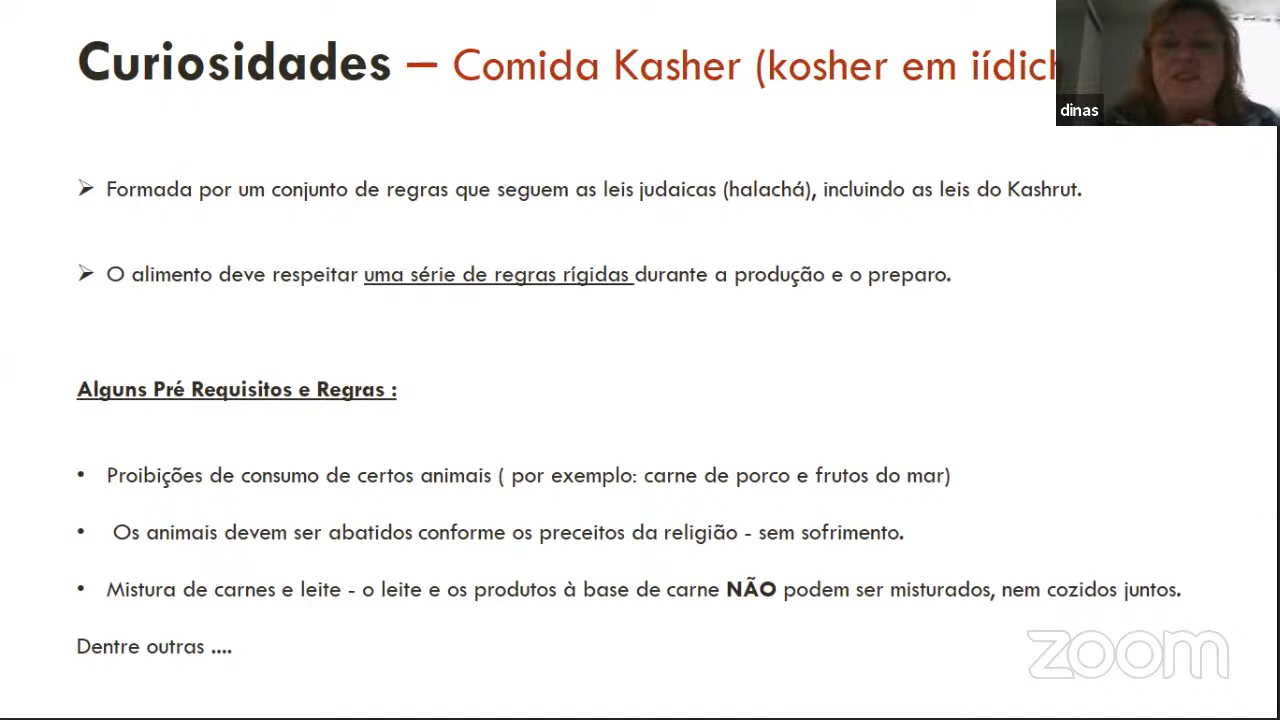 Curiosidades – Comida Kasher (kosher em iídich
dinas
➢ Formada por um conjunto de regras que seguem as leis judaicas (halachá), incluindo as leis do Kashrut.
➢ O alimento deve respeitar uma série de regras rígidas durante a produção e o preparo.
Alguns Pré Requisitos e Regras :
• Proibições de consumo de certos animais ( por exemplo: carne de porco e frutos do mar)
• Os animais devem ser abatidos conforme os preceitos da religião - sem sofrimento.
• Mistura de carnes e leite - o leite e os produtos à base de carne NÃO podem ser misturados, nem cozidos juntos.
Dentre outras ....
zoom